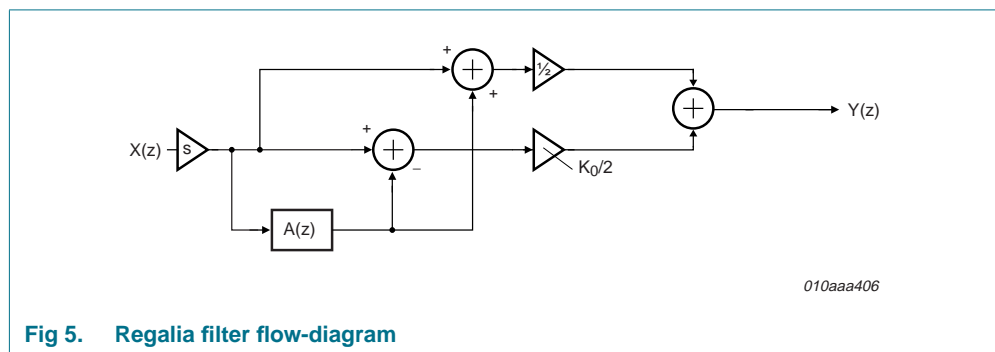 +
+
½
+
X(z)
s
Y(z)
+
+
−
K0/2
A(z)
+
010aaa406
Fig 5. Regalia filter flow-diagram